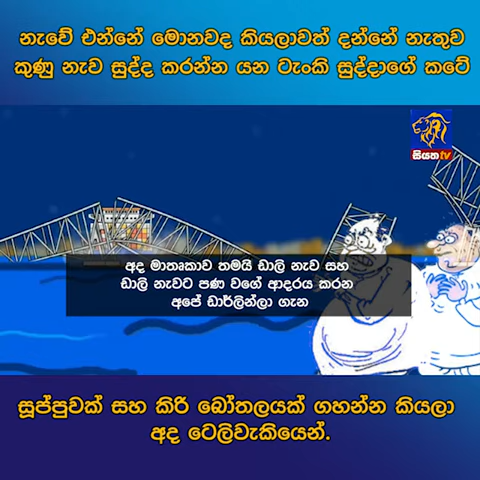 නැවේ එන්නේ මොනවද කියලාවත් දන්නේ නැතුව
කුණු නැව සුද්ද කරන්න යන ටැංකි සුද්දාගේ කටේ
සියත tv
අද මාතෘකාව තමයි ඩාලි නැව සහ
ඩාලි නැවට පණ වගේ ආදරය කරන
අපේ ඩාර්ලින්ලා ගැන
සූප්පුවක් සහ කිරි බෝතලයක් ගහන්න කියලා
අද ටෙලිවැකියෙන්.